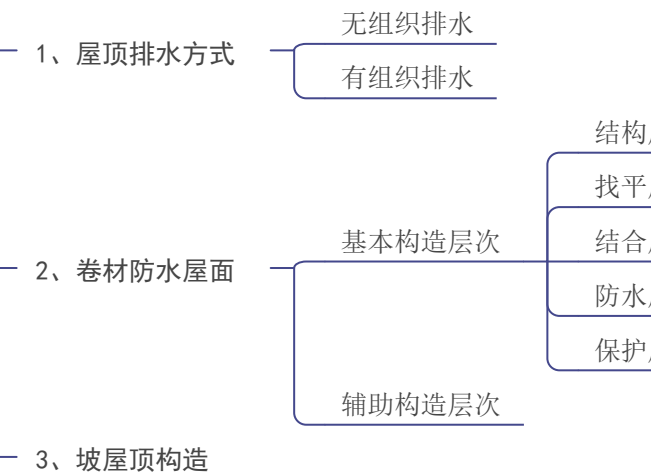 1、屋顶排水方式
无组织排水
有组织排水
2、卷材防水屋面
基本构造层次
结构
找平
结合
防水
保护
辅助构造层次
3、坡屋顶构造